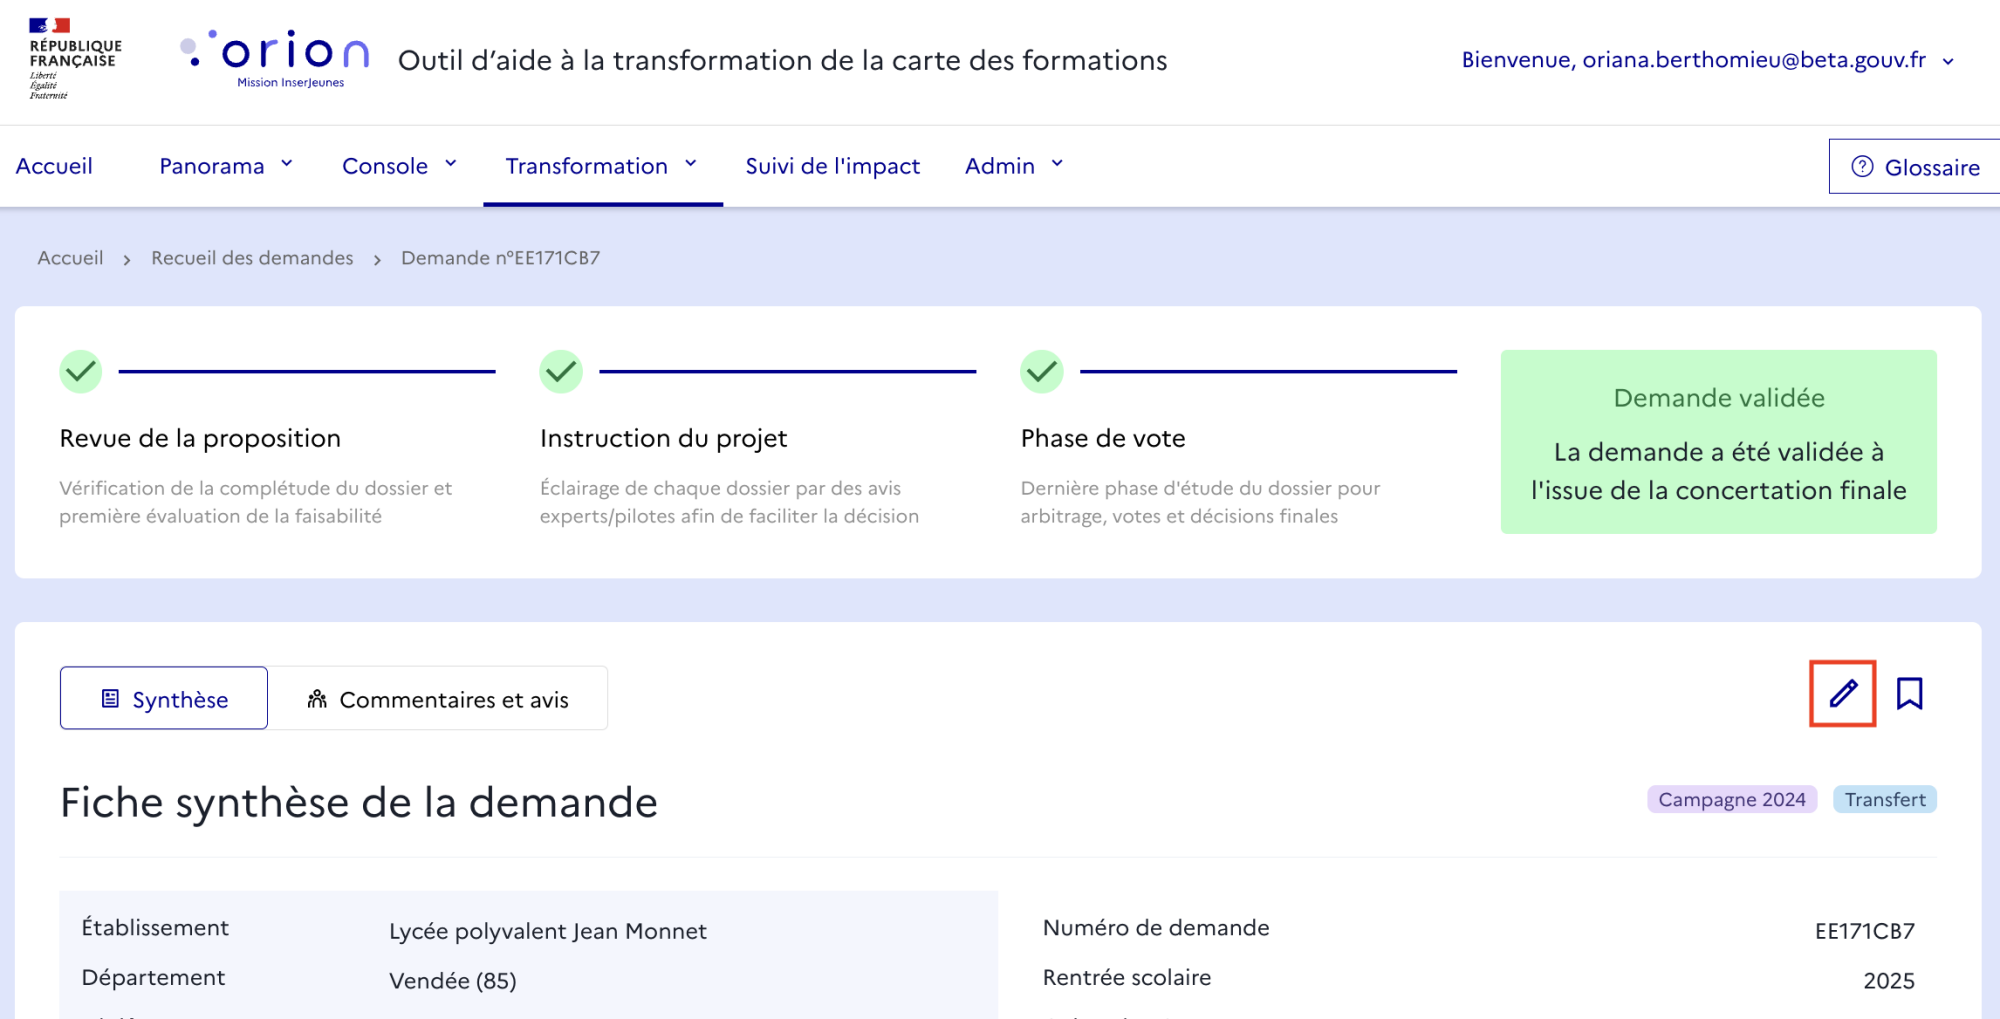 RÉPUBLIQUE
FRANÇAISE
Liberté
Égalité
Fraternité
orion
Mission InserJeunes
Outil d’aide à la transformation de la carte des formations
Bienvenue, oriana.berthomieu@beta.gouv.fr
Accueil
Panorama
Console
Transformation
Suivi de l'impact
Admin
Glossaire
Accueil > Recueil des demandes > Demande n°EE171CB7
Revue de la proposition
Vérification de la complétude du dossier et
première évaluation de la faisabilité
Instruction du projet
Éclairage de chaque dossier par des avis
experts/pilotes afin de faciliter la décision
Phase de vote
Dernière phase d'étude du dossier pour
arbitrage, votes et décisions finales
Demande validée
La demande a été validée à
l'issue de la concertation finale
Synthèse
Commentaires et avis
Fiche synthèse de la demande
Campagne 2024
Transfert
Établissement
Lycée polyvalent Jean Monnet
Département
Vendée (85)
Numéro de demande
EE171CB7
Rentrée scolaire
2025